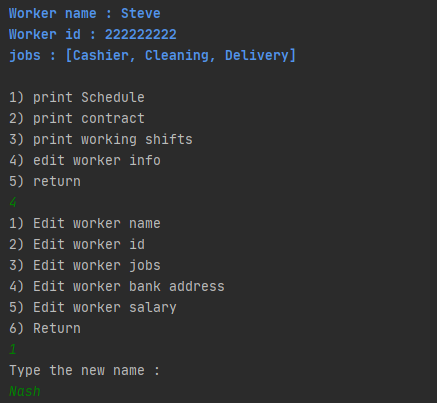 Worker name : Steve
Worker id : 222222222
jobs : [Cashier, Cleaning, Delivery]
1) print Schedule
2) print contract
3) print working shifts
4) edit worker info
5) return
4
1) Edit worker name
2) Edit worker id
3) Edit worker jobs
4) Edit worker bank address
5) Edit worker salary
6) Return
1
Type the new name :
Nash